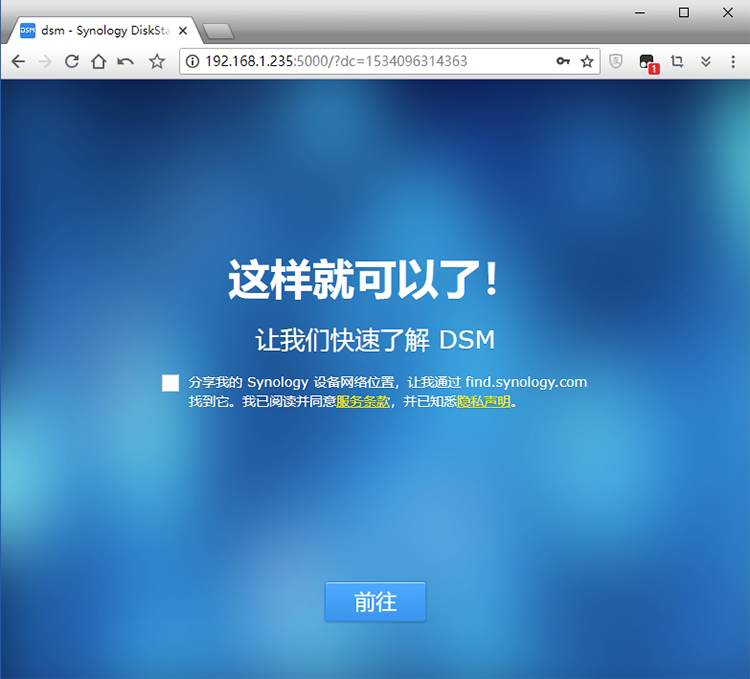 DSM
dsm - Synology DiskSta
192.168.1.235:5000/?dc=1534096314363
1
这样就可以了!
让我们快速了解 DSM
分享我的 Synology 设备网络位置，让我通过 find.synology.com
找到它。我已阅读并同意服务条款，并已知悉隐私声明。
前往